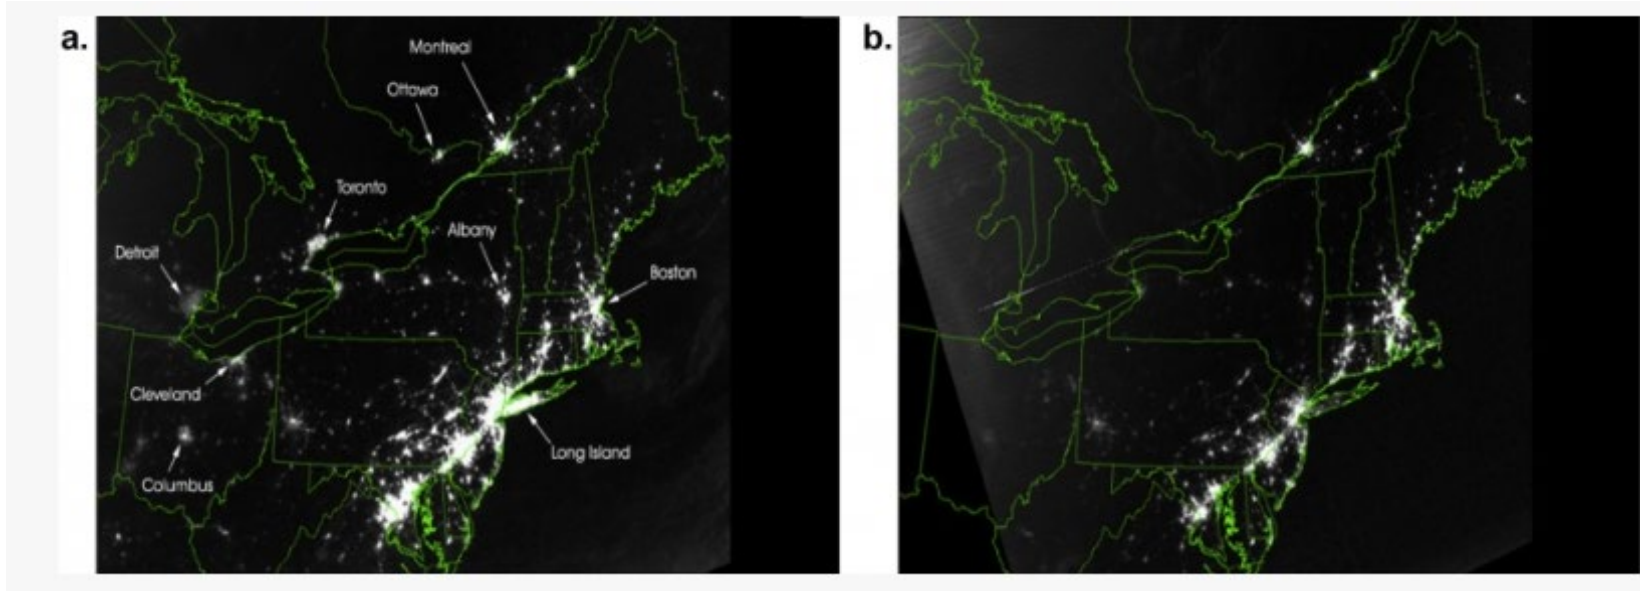 a.
Montreal
Ottawa
Toronto
Albany
Detroit
Boston
Cleveland
Long Island
Columbus
b.